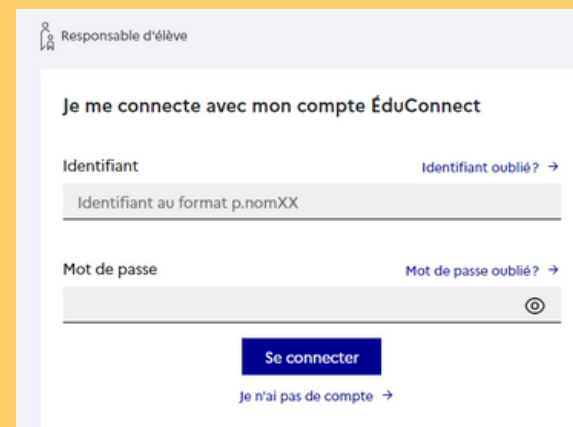 Responsable d'élève
Je me connecte avec mon compte ÉduConnect
Identifiant
Identifiant oublié? →
Identifiant au format p.nomXX
Mot de passe
Mot de passe oublié? →
Se connecter
Je n'ai pas de compte →